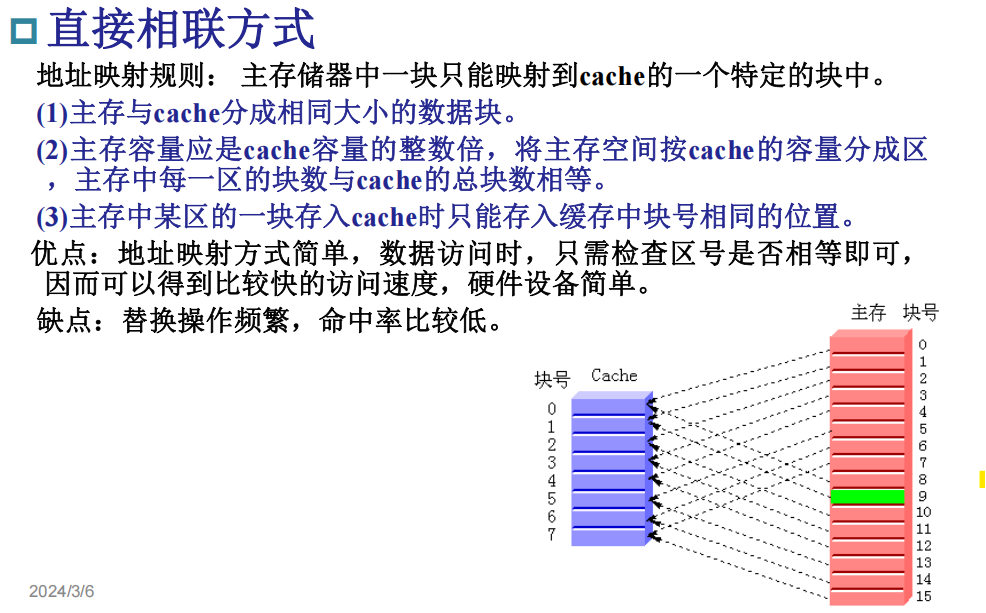 直接相联方式
地址映射规则： 主存储器中一块只能映射到cache的一个特定的块中。
(1)主存与cache分成相同大小的数据块。
(2)主存容量应是cache容量的整数倍，将主存空间按cache的容量分成区
，主存中每一区的块数与cache的总块数相等。
(3)主存中某区的一块存入cache时只能存入缓存中块号相同的位置。
优点：地址映射方式简单，数据访问时，只需检查区号是否相等即可，
因而可以得到比较快的访问速度，硬件设备简单。
缺点：替换操作频繁，命中率比较低。
主存 块号
0
1
2
3
4
5
6
7
8
9
10
11
12
13
14
15
块号 Cache
0
1
2
3
4
5
6
7
2024/3/6